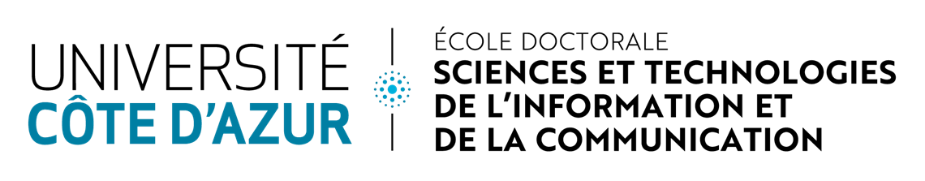 UNIVERSITÉ
CÔTE D'AZUR
ÉCOLE DOCTORALE
SCIENCES ET TECHNOLOGIES
DE L'INFORMATION ET
DE LA COMMUNICATION